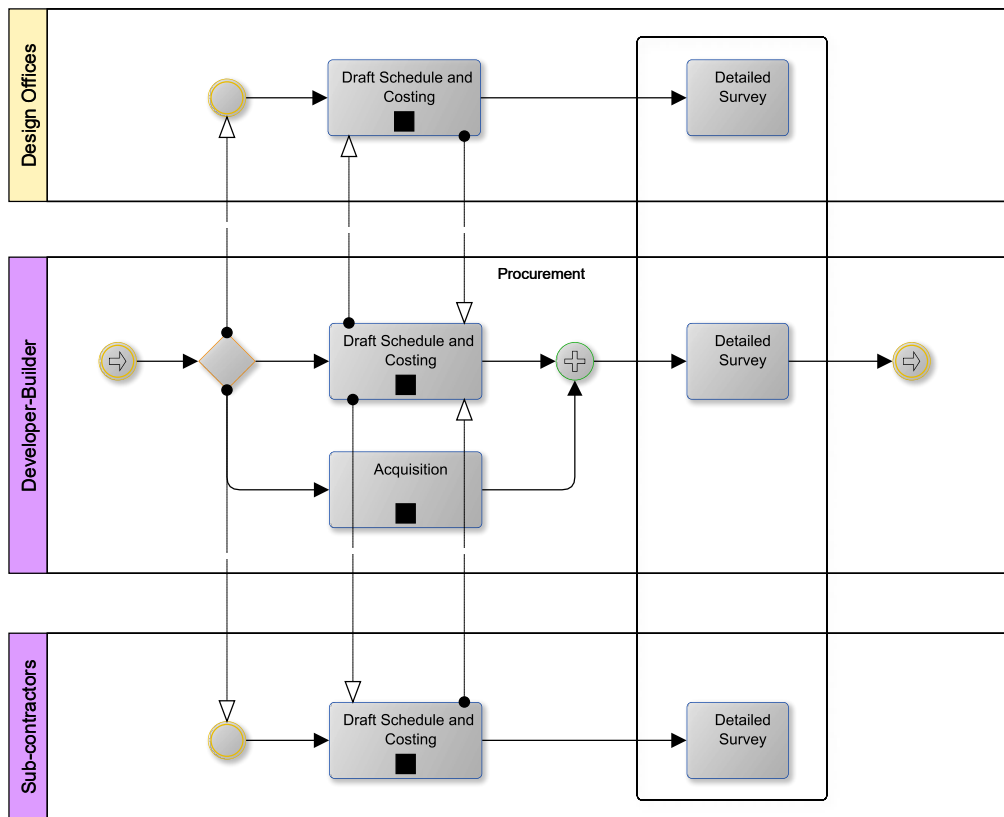 Design Offices
Draft Schedule and
Costing
Detailed
Survey
Developer-Builder
Procurement
Draft Schedule and
Costing
Detailed
Survey
Acquisition
Sub-contractors
Draft Schedule and
Costing
Detailed
Survey